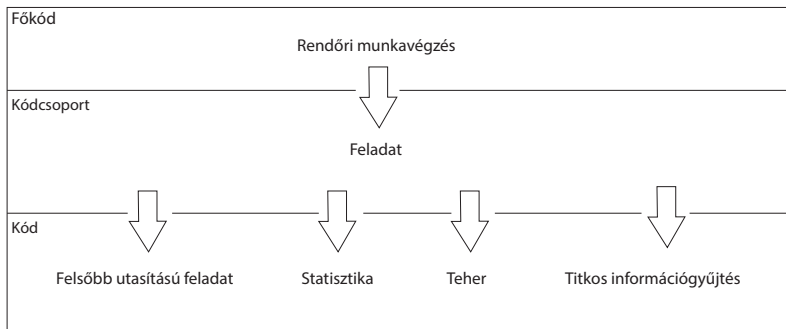 Főkód
Rendőri munkavégzés
Kódcsoport
Feladat
Kód
Felsőbb utasítású feladat Statisztika Teher Titkos információgyűjtés